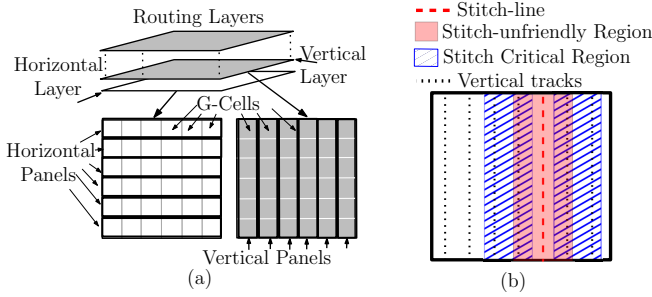 Routing Layers
Horizontal
Layer
Vertical
Layer
G-Cells
Horizontal
Panels
Vertical Panels
(a)
Stitch-line
Stitch-unfriendly Region
Stitch Critical Region
Vertical tracks
(b)